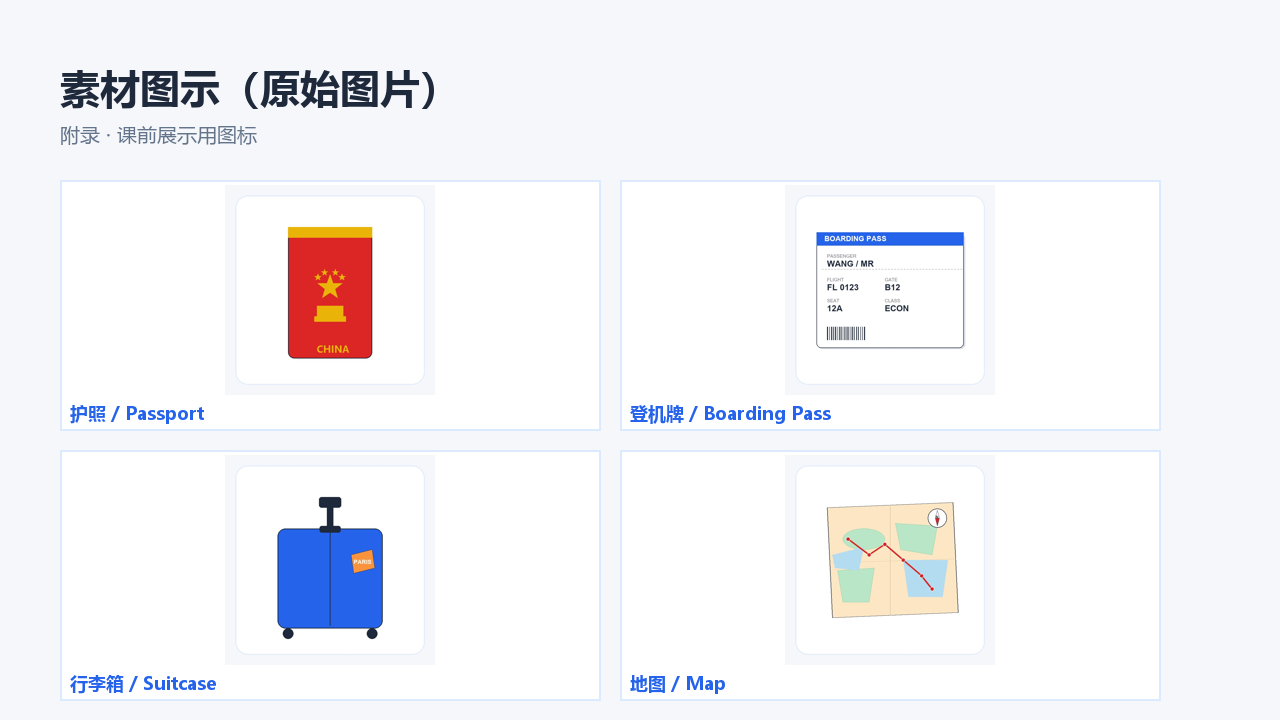 素材图示（原始图片）
附录 · 课前展示用图标
CHINA
护照 / Passport
BOARDING PASS
PASSENGER
WANG / MR
FLIGHT GATE
FL 0123 B12
SEAT CLASS
12A ECON
登机牌 / Boarding Pass
PARIS
行李箱 / Suitcase
地图 / Map